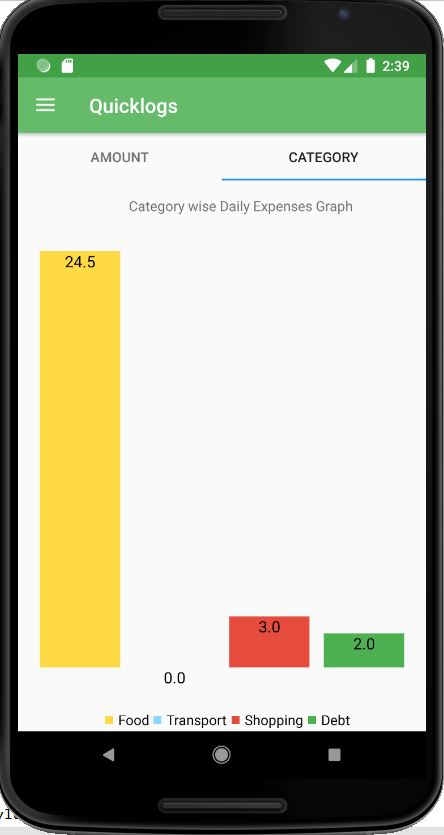 2:39
Quicklogs
AMOUNT CATEGORY
Category wise Daily Expenses Graph
24.5
3.0
2.0
0.0
Food Transport Shopping Debt